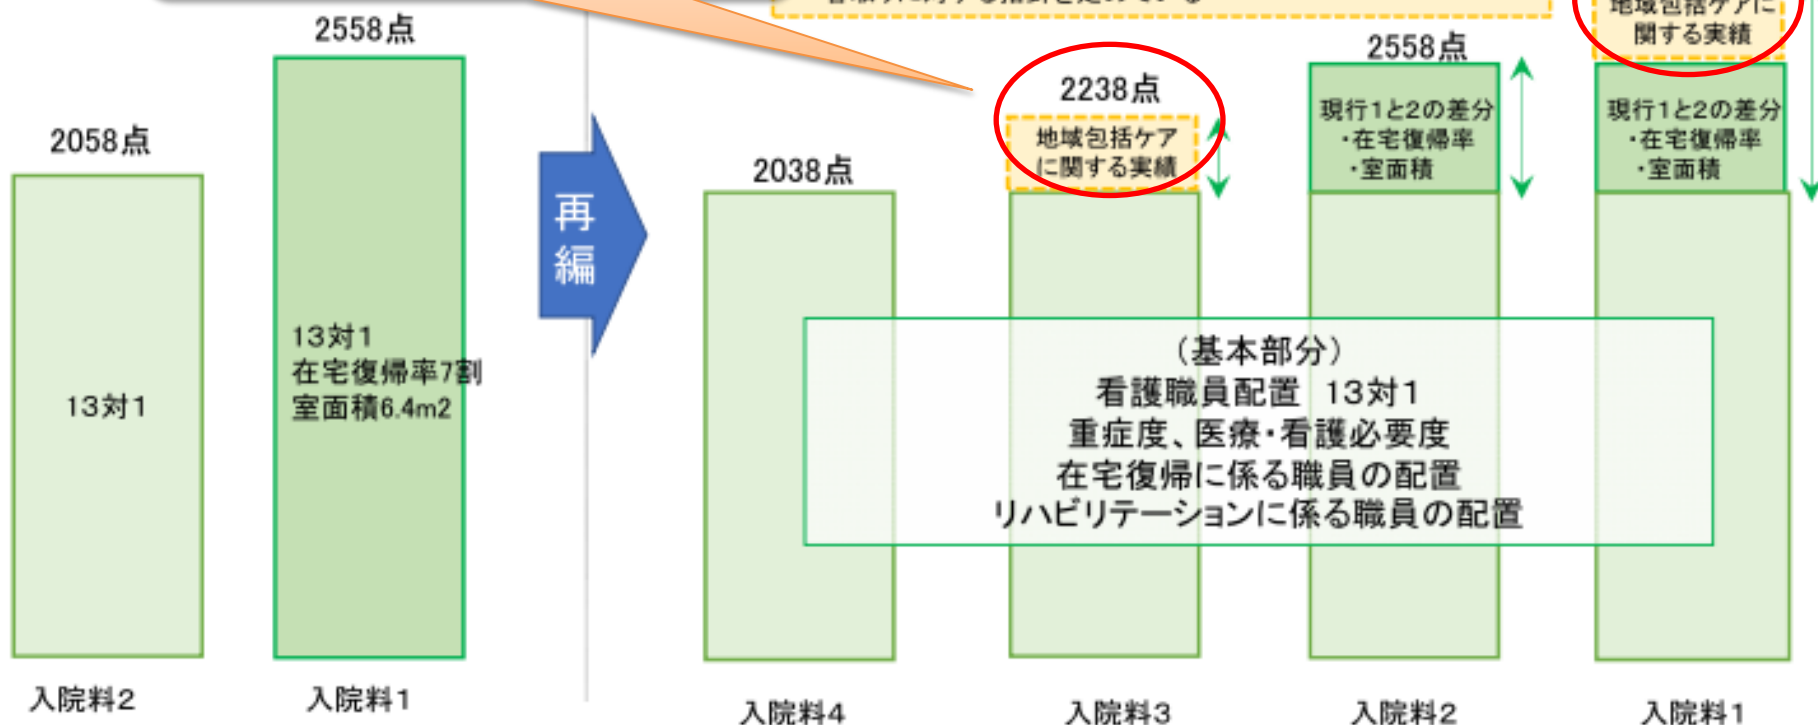 2558点
2058点
13対1
13対1
在宅復帰率7割
室面積6.4m2
入院料2
入院料1
再
編
地域包括ケアに
関する実績
2038点
2238点
地域包括ケア
に関する実績
2558点
現行1と2の差分
・在宅復帰率
・室面積
現行1と2の差分
・在宅復帰率
・室面積
（基本部分）
看護職員配置　13対1
重症度、医療・看護必要度
在宅復帰に係る職員の配置
リハビリテーションに係る職員の配置
入院料4
入院料3
入院料2
入院料1